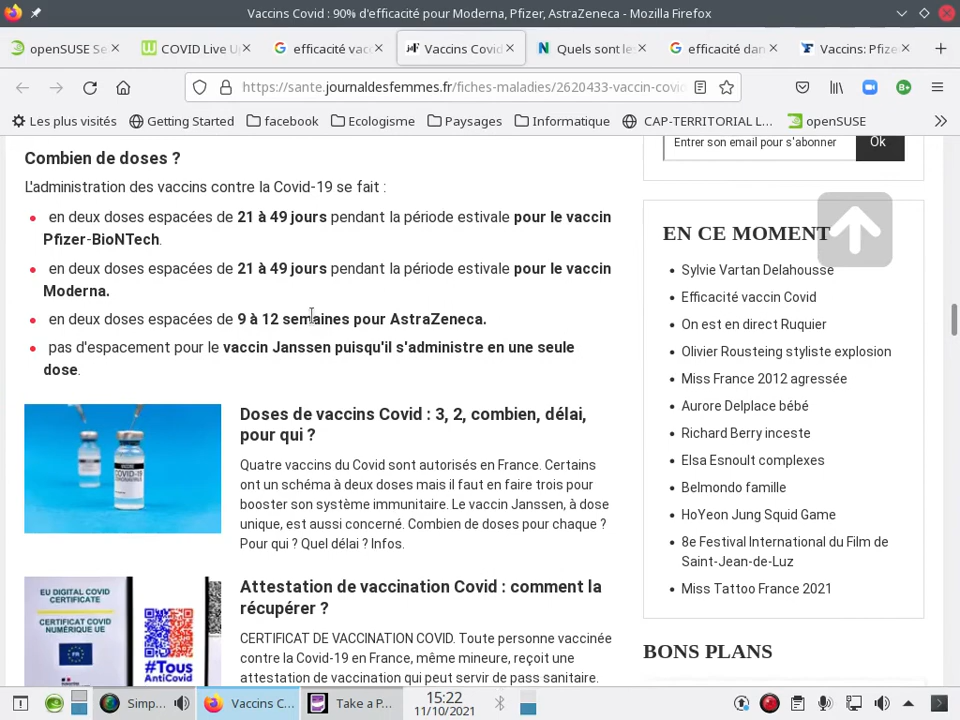 Vaccins Covid : 90% d'efficacité pour Moderna, Pfizer, AstraZeneca - Mozilla Firefox
openSUSE Se
COVID Live U
efficacité vac
Vaccins Covid
Quels sont le
efficacité dan
Vaccins: Pfize
https://sante.journaldesfemmes.fr/fiches-maladies/2620433-vaccin-covid
Les plus visités
Getting Started
facebook
Ecologisme
Paysages
Informatique
CAP-TERRITORIAL L...
openSUSE
Combien de doses ?
L'administration des vaccins contre la Covid-19 se fait :
en deux doses espacées de 21 à 49 jours pendant la période estivale pour le vaccin
Pfizer-BioNTech.
en deux doses espacées de 21 à 49 jours pendant la période estivale pour le vaccin
Moderna.
en deux doses espacées de 9 à 12 semaines pour AstraZeneca.
pas d'espacement pour le vaccin Janssen puisqu'il s'administre en une seule
dose.
COVID-19
Doses de vaccins Covid : 3, 2, combien, délai,
pour qui ?
Quatre vaccins du Covid sont autorisés en France. Certains
ont un schéma à deux doses mais il faut en faire trois pour
booster son système immunitaire. Le vaccin Janssen, à dose
unique, est aussi concerné. Combien de doses pour chaque ?
Pour qui ? Quel délai ? Infos.
EU DIGITAL COVID
CERTIFICATE
CERTIFICAT COVID
NUMÉRIQUE UE
#Tous
AntiCovid
Attestation de vaccination Covid : comment la
récupérer ?
CERTIFICAT DE VACCINATION COVID. Toute personne vaccinée
contre la Covid-19 en France, même mineure, reçoit une
attestation de vaccination qui peut servir de pass sanitaire.
Entrer son email pour s'abonner
Ok
EN CE MOMENT
Sylvie Vartan Delahousse
Efficacité vaccin Covid
On est en direct Ruquier
Olivier Rousteing styliste explosion
Miss France 2012 agressée
Aurore Delplace bébé
Richard Berry inceste
Elsa Esnoult complexes
Belmondo famille
HoYeon Jung Squid Game
8e Festival International du Film de
Saint-Jean-de-Luz
Miss Tattoo France 2021
BONS PLANS
Simp...
Vaccins C...
Take a P...
15:22
11/10/2021